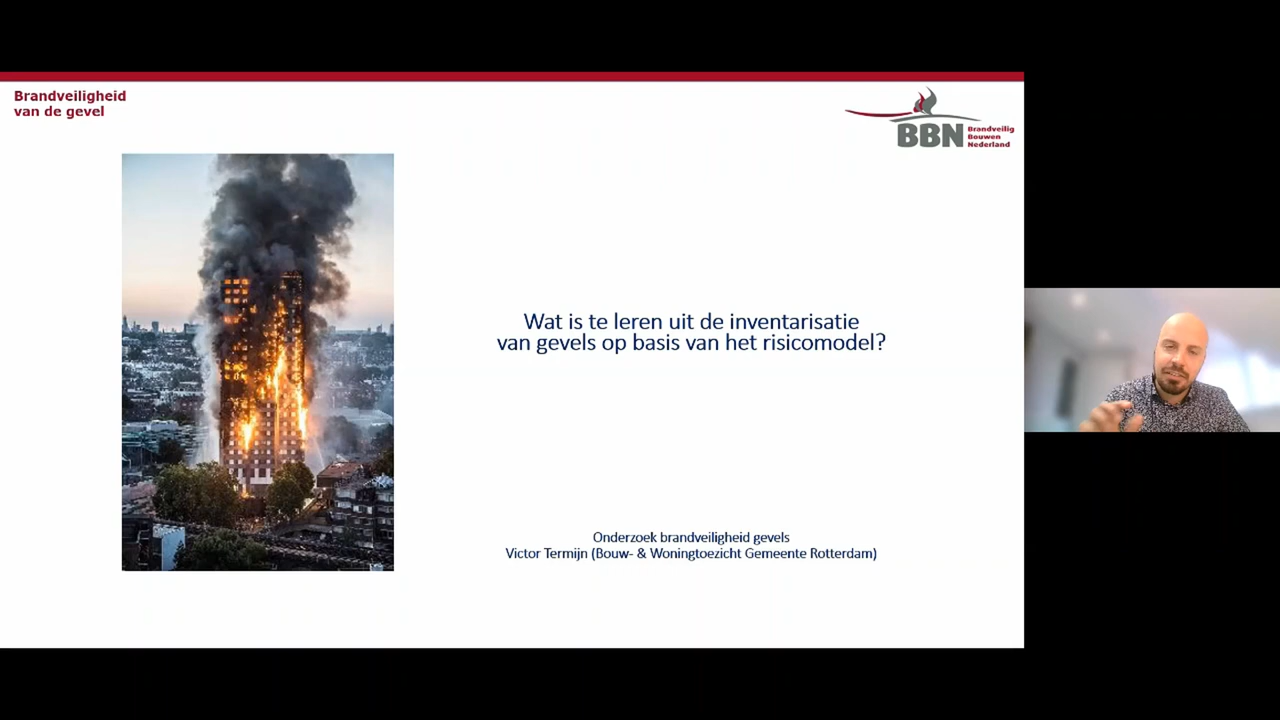 Brandveiligheid
van de gevel
BBN
Brandveilig
Bouwen
Nederland
Wat is te leren uit de inventarisatie
van gevels op basis van het risicomodel?
Onderzoek brandveiligheid gevels
Victor Termijn (Bouw- & Woningtoezicht Gemeente Rotterdam)